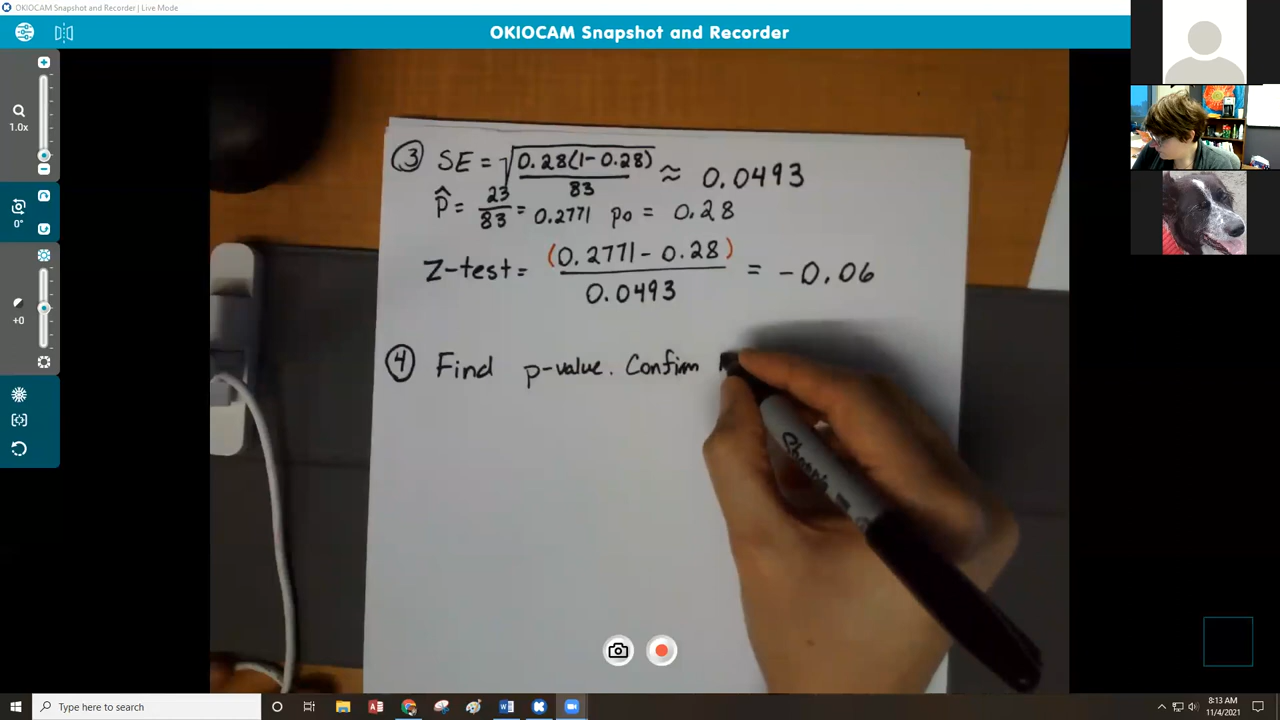 OKIOCAM Snapshot and Recorder | Live Mode
OKIOCAM Snapshot and Recorder
1.0x
0°
+0
3 SE = √0.28(1-0.28)/83 ≈ 0.0493
p̂ = 23/83 = 0.2771 po = 0.28
Z-test = (0.2771 - 0.28)/0.0493 = -0.06
4 Find p-value. Confirm
Sharpie
Type here to search
8:13 AM
11/4/2021